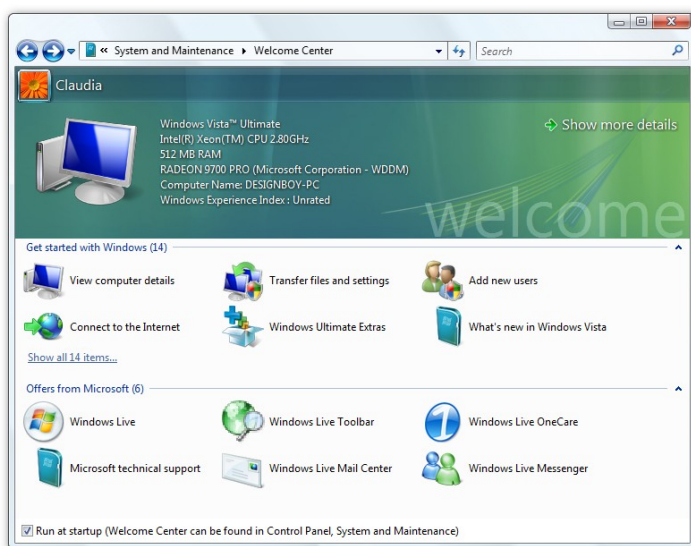 « System and Maintenance ▸ Welcome Center Search
Claudia
Windows Vista™ Ultimate
Intel(R) Xeon(TM) CPU 2.80GHz
512 MB RAM
RADEON 9700 PRO (Microsoft Corporation - WDDM)
Computer Name: DESIGNBOY-PC
Windows Experience Index : Unrated
Show more details
welcome
Get started with Windows (14)
View computer details Transfer files and settings Add new users
Connect to the Internet Windows Ultimate Extras What's new in Windows Vista
Show all 14 items...
Offers from Microsoft (6)
Windows Live Windows Live Toolbar Windows Live OneCare
Microsoft technical support Windows Live Mail Center Windows Live Messenger
Run at startup (Welcome Center can be found in Control Panel, System and Maintenance)